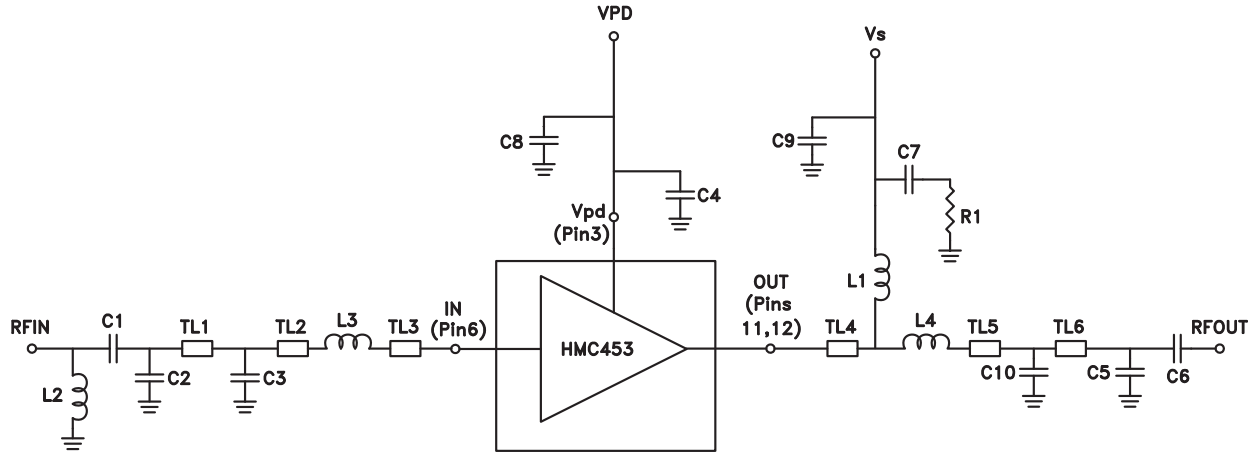 VPD
Vs
C8
C9
C7
C4
R1
Vpd
(Pin3)
L1
OUT
(Pins
11,12)
IN
(Pin6)
RFIN
C1
TL1
TL2
L3
TL3
HMC453
TL4
L4
TL5
TL6
RFOUT
L2
C2
C3
C10
C5
C6